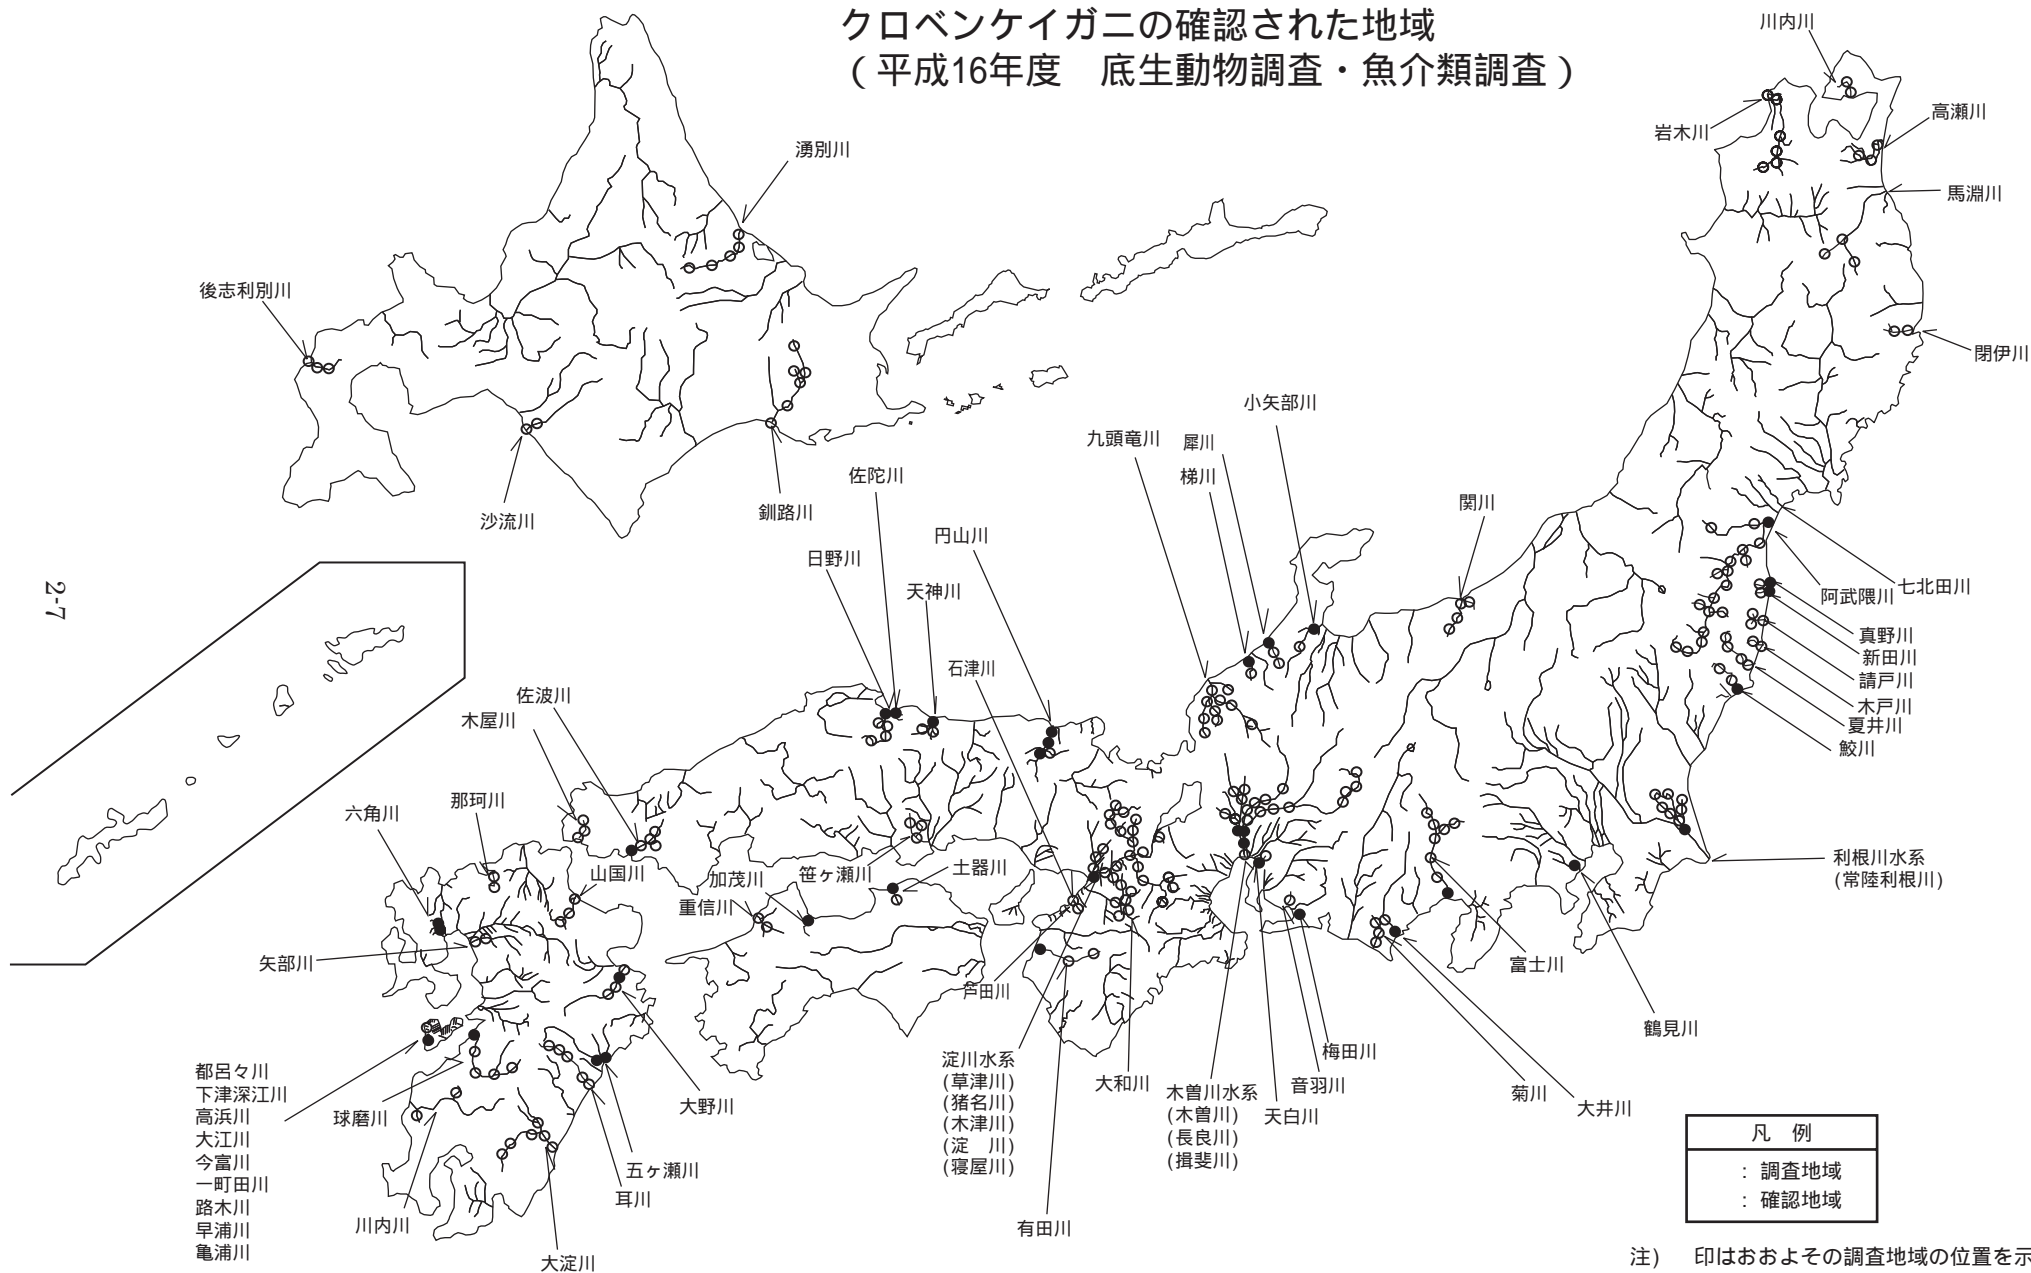 クロベンケイガニの確認された地域
（平成16年度　底生動物調査・魚介類調査）
川内川
岩木川
高瀬川
馬淵川
閉伊川
湧別川
後志利別川
沙流川
釧路川
小矢部川
九頭竜川
犀川
梯川
関川
佐陀川
円山川
日野川
天神川
石津川
2-7
七北田川
阿武隈川
真野川
新田川
請戸川
木戸川
夏井川
鮫川
利根川水系
(常陸利根川)
佐波川
木屋川
那珂川
六角川
山国川
加茂川
重信川
笹ヶ瀬川
土器川
矢部川
芦田川
富士川
鶴見川
都呂々川
下津深江川
高浜川
大江川
今富川
一町田川
路木川
早浦川
亀浦川
球磨川
川内川
大淀川
耳川
五ヶ瀬川
大野川
淀川水系
(草津川)
(猪名川)
(木津川)
(淀　川)
(寝屋川)
有田川
大和川
木曽川水系
(木曽川)
(長良川)
(揖斐川)
天白川
音羽川
梅田川
菊川
大井川
凡　例
：調査地域
：確認地域
注)　印はおおよその調査地域の位置を示